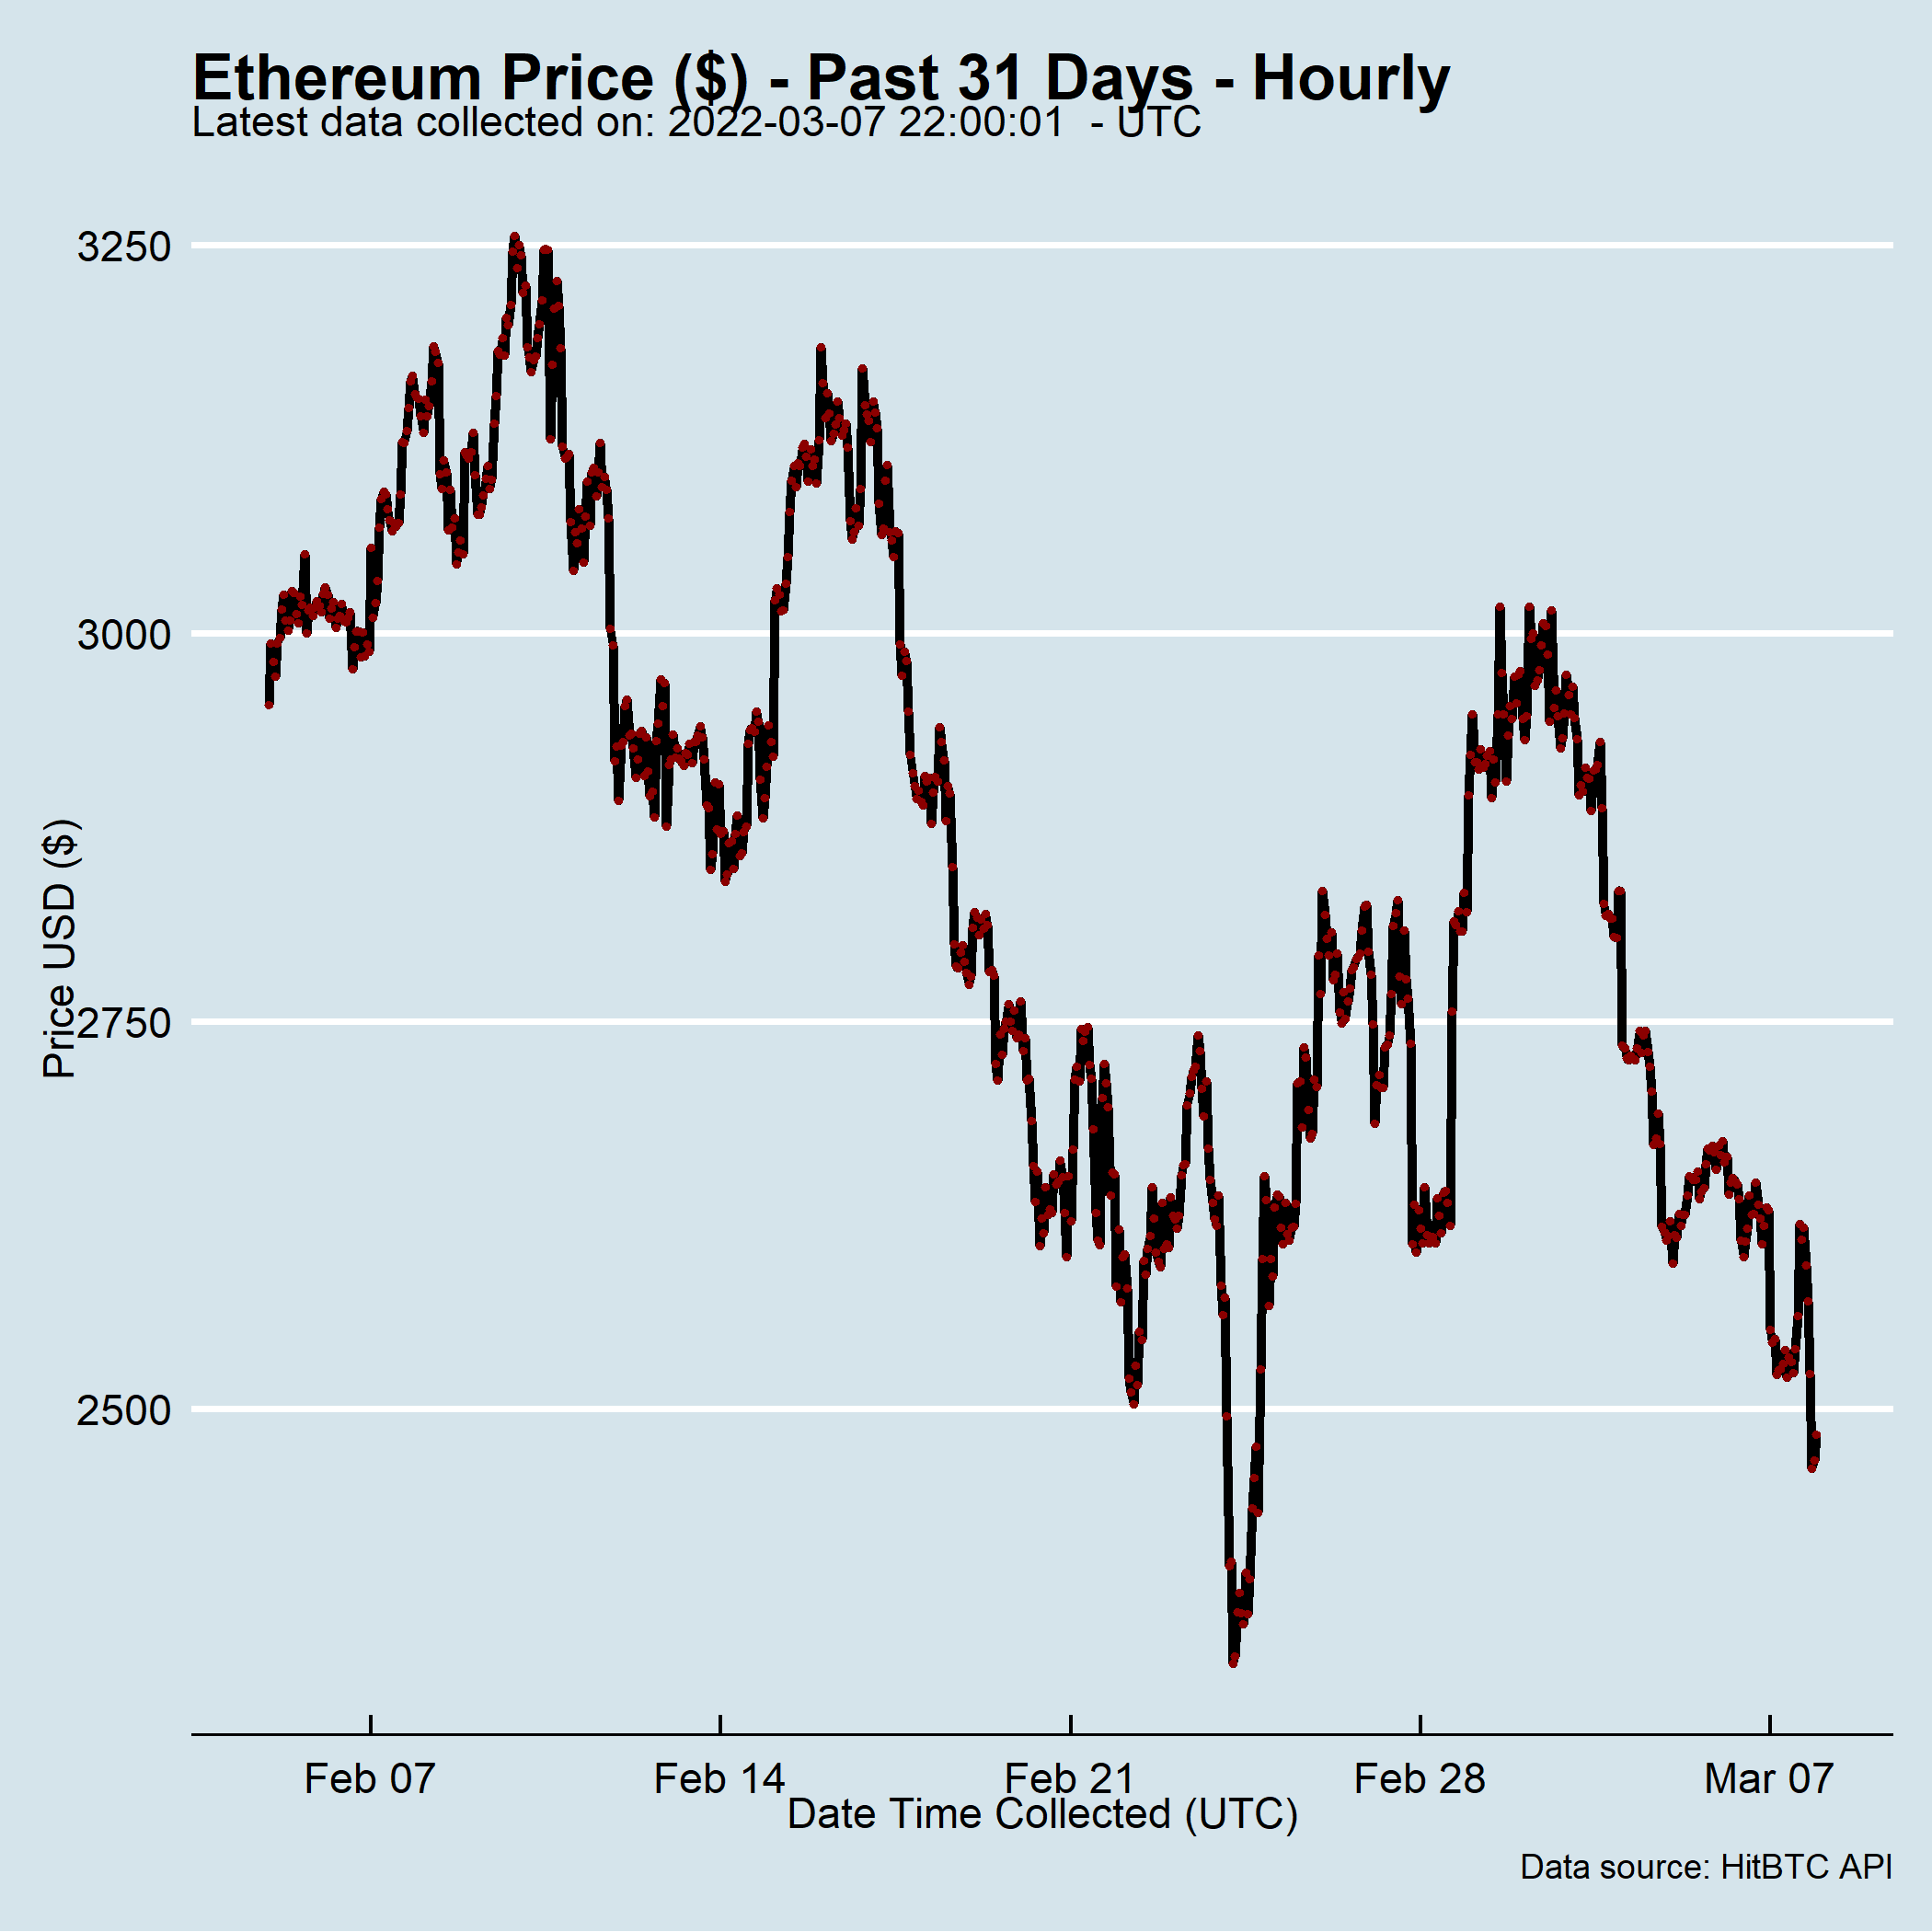 Ethereum Price ($) - Past 31 Days - Hourly
Latest data collected on: 2022-03-07 22:00:01  - UTC
3250
3000
2750
2500
Price USD ($)
Feb 07 Feb 14 Feb 21 Feb 28 Mar 07
Date Time Collected (UTC)
Data source: HitBTC API